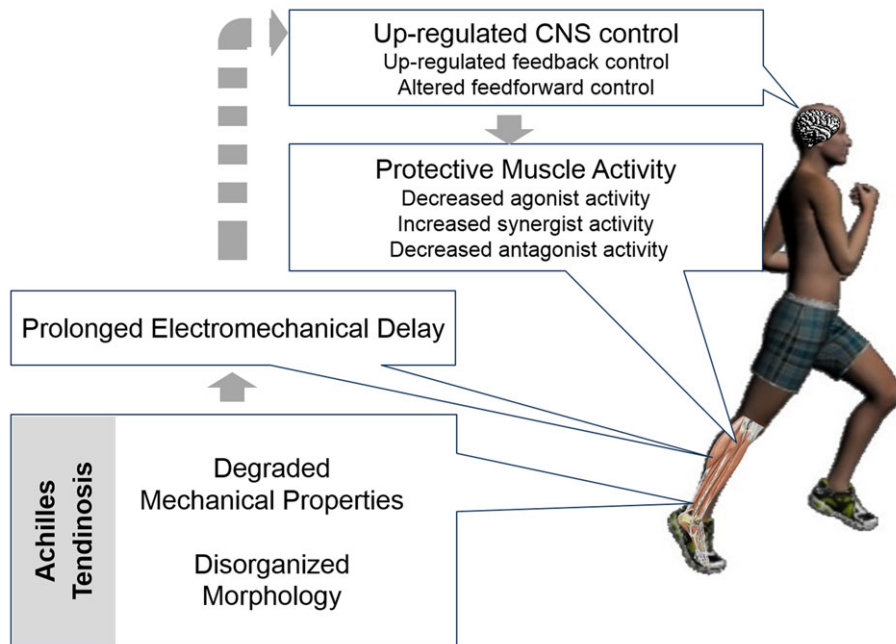 Up-regulated CNS control
Up-regulated feedback control
Altered feedforward control
Protective Muscle Activity
Decreased agonist activity
Increased synergist activity
Decreased antagonist activity
Prolonged Electromechanical Delay
Achilles
Tendinosis
Degraded
Mechanical Properties
Disorganized
Morphology